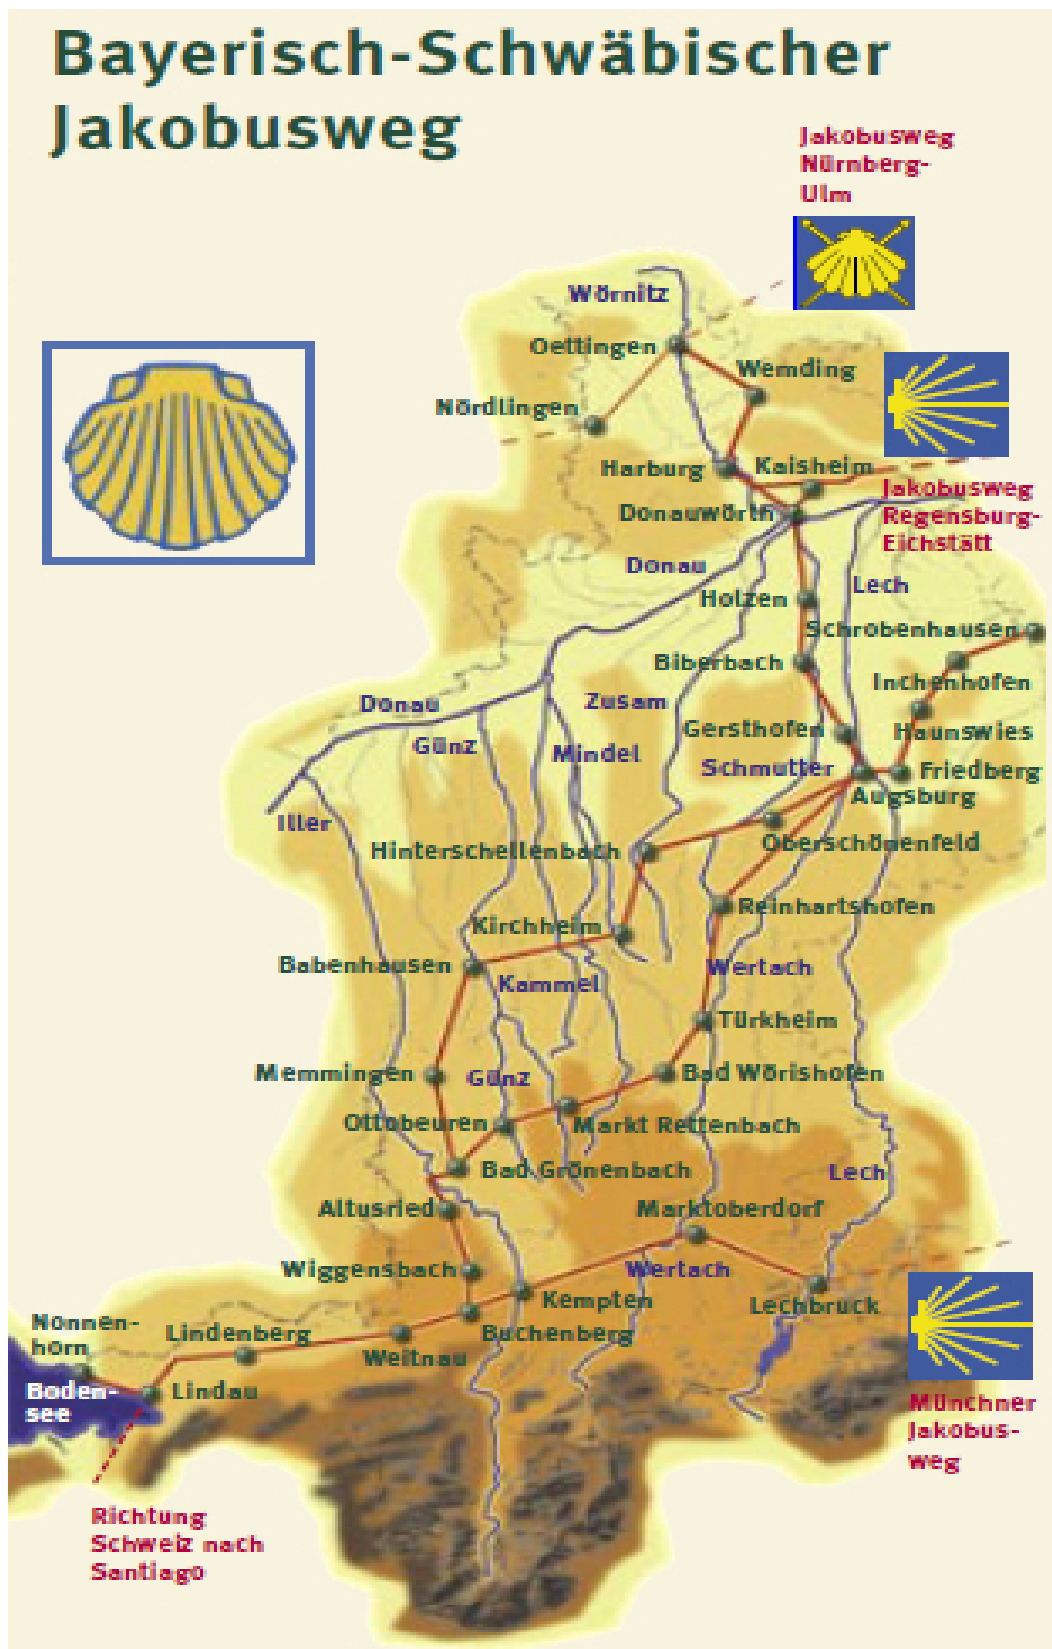 Bayerisch-Schwäbischer
Jakobusweg
Jakobusweg
Nürnberg-
Ulm
Wörnitz
Oettingen
Wemding
Nördlingen
Harburg
Kaisheim
Jakobusweg
Regensburg-
Eichstätt
Donauwörth
Donau
Lech
Holzen
Schrobenhausen
Biberbach
Inchenhofen
Donau
Zusam
Gersthofen
Haunswies
Günz
Mindel
Schmutter
Friedberg
Augsburg
Iller
Hinterschellenbach
Oberschönenfeld
Reinhartshofen
Kirchheim
Babenhausen
Wertach
Kammel
Türkheim
Memmingen
Günz
Bad Wörishofen
Ottobeuren
Markt Rettenbach
Bad Grönenbach
Lech
Altusried
Marktoberdorf
Wiggensbach
Wertach
Kempten
Lechbruck
Nonnen-
horn
Lindenberg
Buchenberg
Weitnau
Boden-
see
Lindau
Münchner
Jakobus-
weg
Richtung
Schweiz nach
Santiago